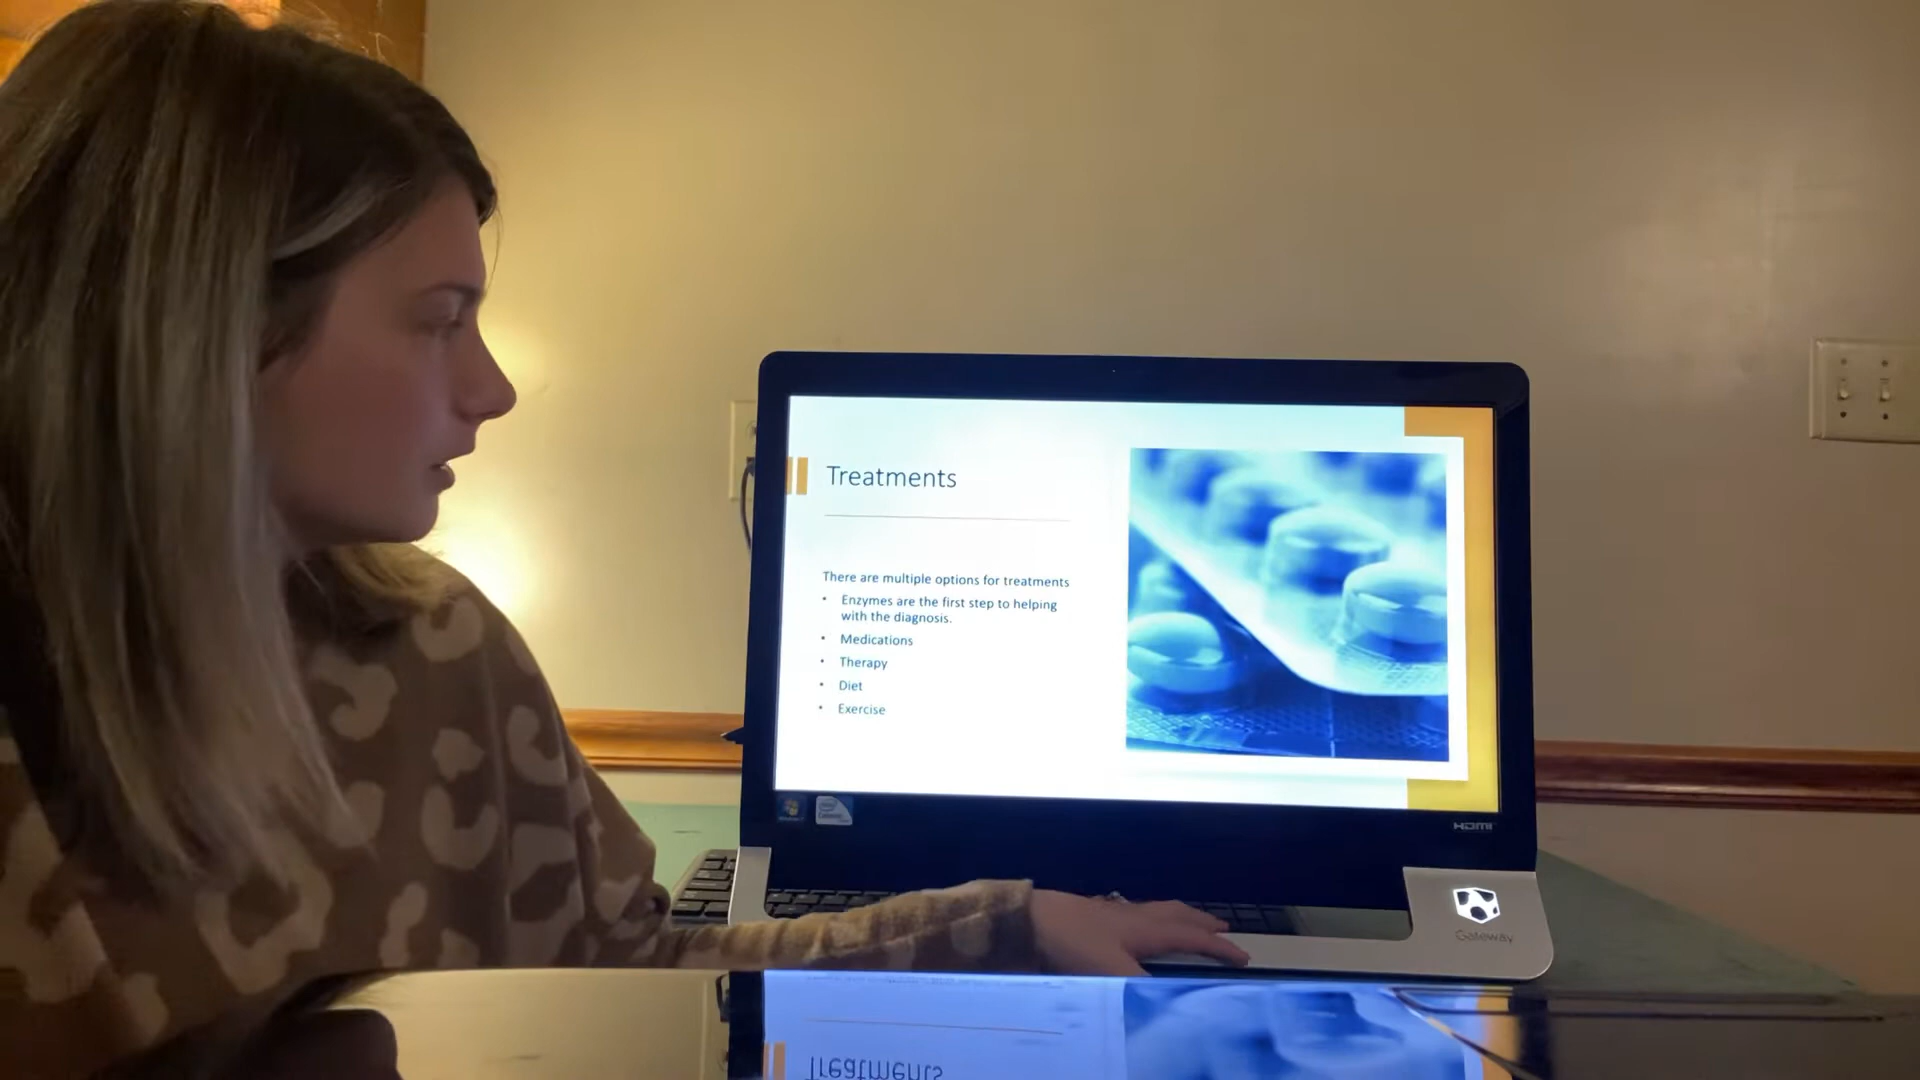 Treatments
There are multiple options for treatments
• Enzymes are the first step to helping
with the diagnosis.
• Medications
• Therapy
• Diet
• Exercise
HDMI
Gateway
Treatments